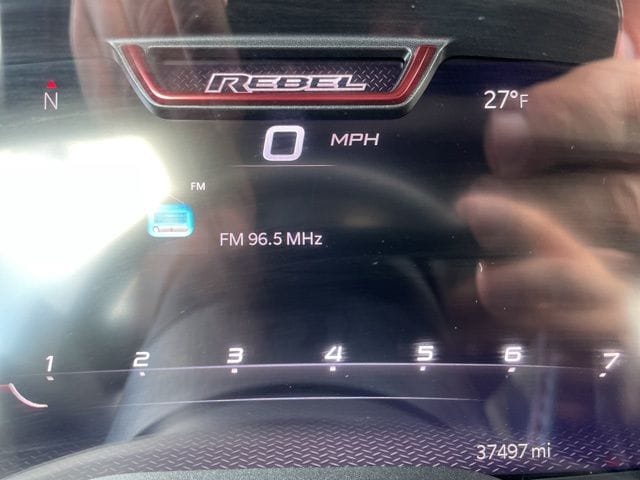 REBEL
N
27°F
0 MPH
FM
FM 96.5 MHz
1 2 3 4 5 6 7
37497 mi